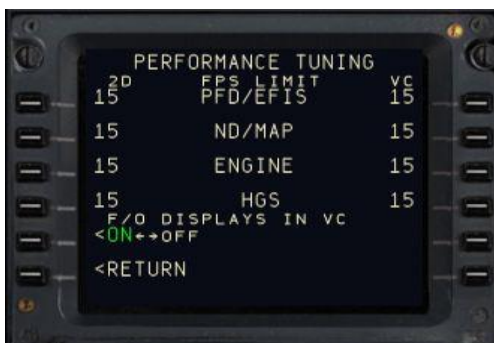 PERFORMANCE TUNING
2D FPS LIMIT VC
15 PFD/EFIS 15
15 ND/MAP 15
15 ENGINE 15
15 HGS 15
F/O DISPLAYS IN VC
<ON←→OFF
<RETURN